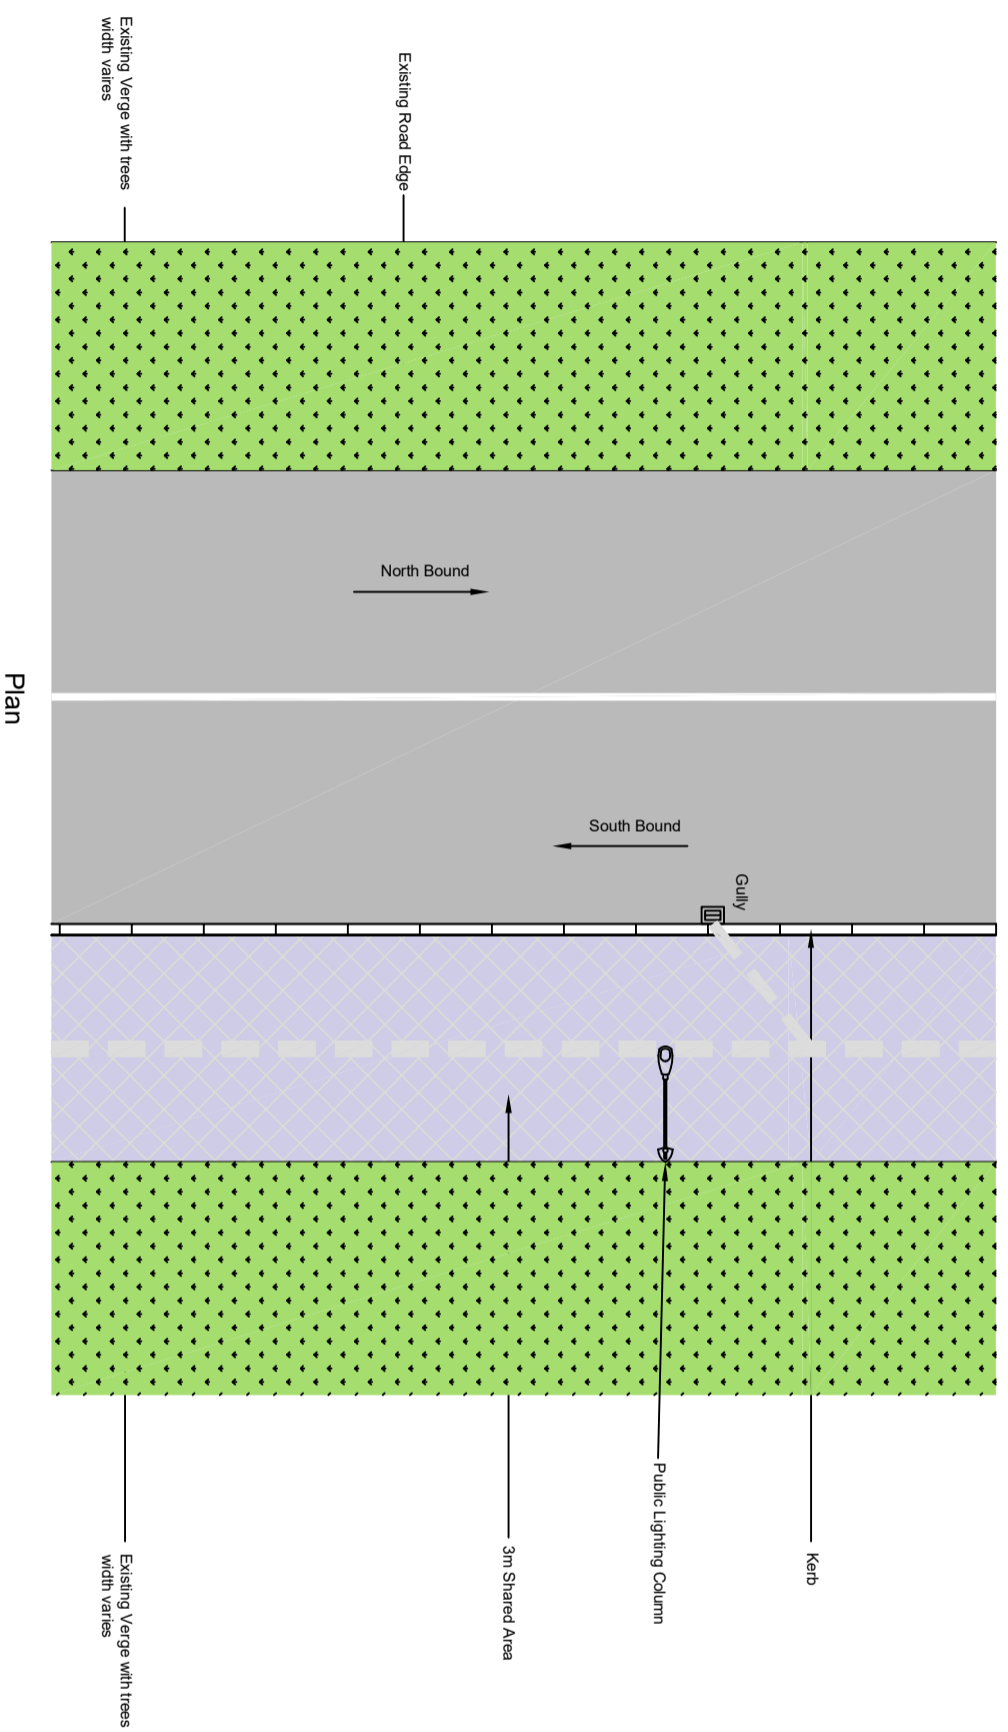 Existing Verge with trees
width vaires
Existing Road Edge
North Bound
South Bound
Gully
Plan
Existing Verge with trees
width varies
3m Shared Area
Public Lighting Column
Kerb